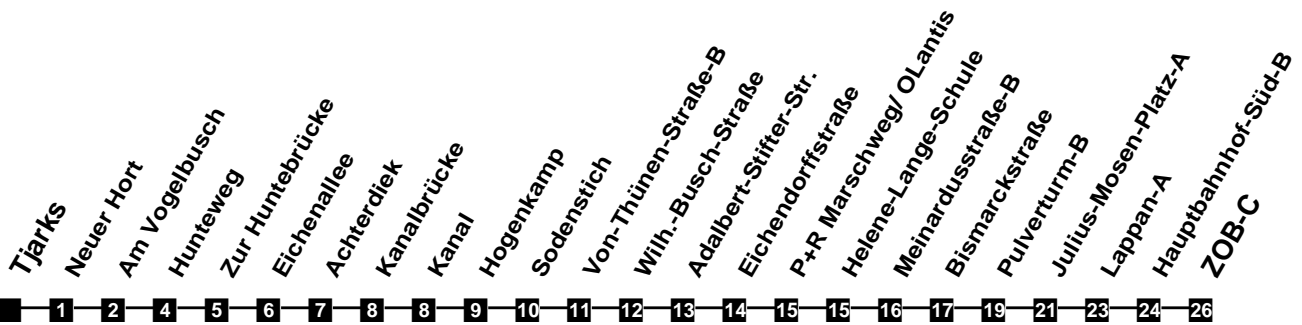 Tjarks
Neuer Hort
Am Vogelbusch
Hunteweg
Zur Huntebrücke
Eichenallee
Achterdiek
Kanalbrücke
Kanal
Hogenkamp
Sodenstich
Von-Thünen-Straße-B
Wilh.-Busch-Straße
Adalbert-Stifter-Str.
Eichendorffstraße
P+R Marschweg/ OLantis
Helene-Lange-Schule
Meinardusstraße-B
Bismarckstraße
Pulverturm-B
Julius-Mosen-Platz-A
Lappan-A
Hauptbahnhof-Süd-B
ZOB-C
1 2 4 5 6 7 8 8 9 10 11 12 13 14 15 15 16 17 19 21 23 24 26